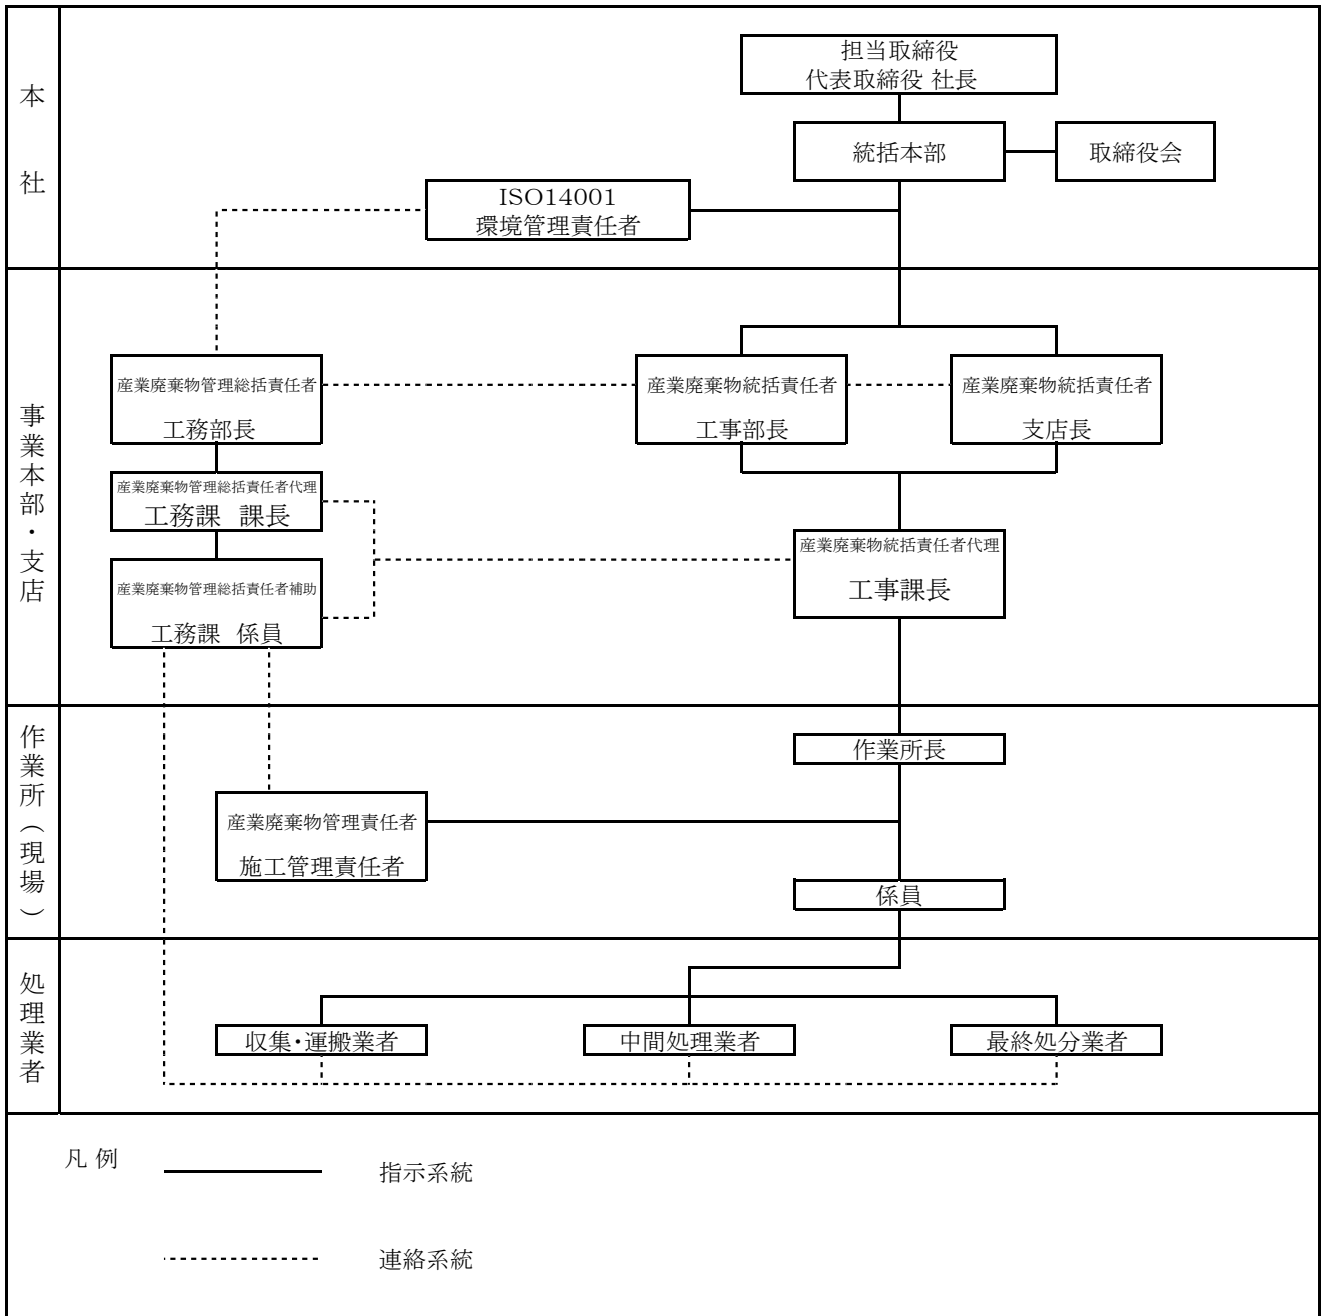 本社
担当取締役
代表取締役 社長
統括本部
取締役会
ISO14001
環境管理責任者
事業本部・支店
産業廃棄物管理総括責任者
工務部長
産業廃棄物統括責任者
工事部長
産業廃棄物統括責任者
支店長
産業廃棄物管理総括責任者代理
工務課 課長
産業廃棄物統括責任者代理
工事課長
産業廃棄物管理総括責任者補助
工務課 係員
作業所（現場）
作業所長
産業廃棄物管理責任者
施工管理責任者
係員
処理業者
収集・運搬業者
中間処理業者
最終処分業者
凡 例
指示系統
連絡系統